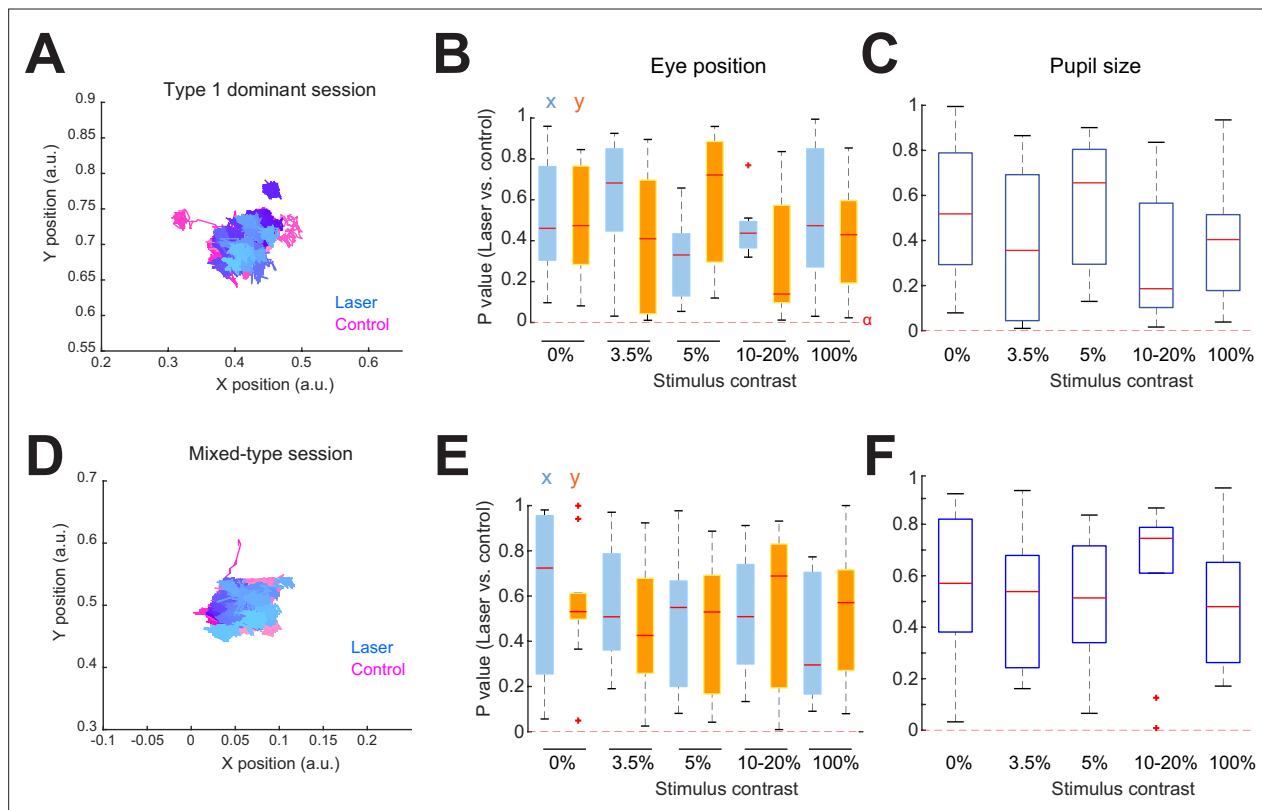 A
Type 1 dominant session
0.9
0.85
0.8
0.75
0.7
0.65
0.6
0.55
0.2 0.3 0.4 0.5 0.6
Y position (a.u.)
X position (a.u.)
Laser
Control
B
Eye position
x y
1
0.8
0.6
0.4
0.2
0
P value (Laser vs. control)
α
0% 3.5% 5% 10-20% 100%
Stimulus contrast
C
Pupil size
1
0.8
0.6
0.4
0.2
0
0% 3.5% 5% 10-20% 100%
Stimulus contrast
D
Mixed-type session
0.7
0.6
0.5
0.4
0.3
-0.1 -0.05 0 0.05 0.1 0.15 0.2
Y position (a.u.)
X position (a.u.)
Laser
Control
E
x y
1
0.8
0.6
0.4
0.2
0
P value (Laser vs. control)
0% 3.5% 5% 10-20% 100%
Stimulus contrast
F
1
0.8
0.6
0.4
0.2
0
0% 3.5% 5% 10-20% 100%
Stimulus contrast